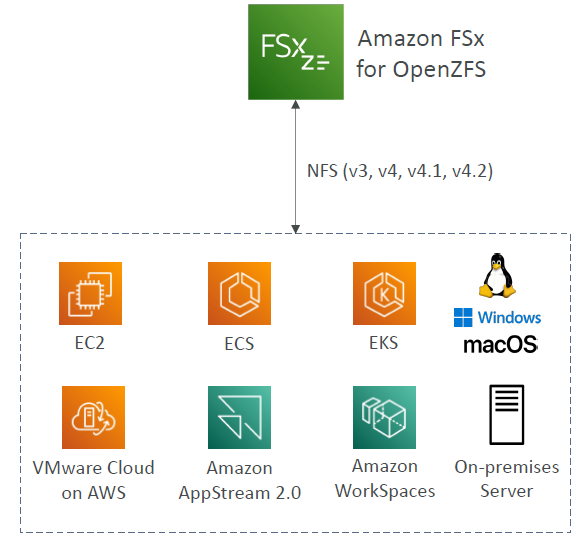 FSx
ZF
Amazon FSx
for OpenZFS
NFS (v3, v4, v4.1, v4.2)
EC2
ECS
K
EKS
Windows
macOS
VMware Cloud
on AWS
Amazon
AppStream 2.0
Amazon
WorkSpaces
On-premises
Server